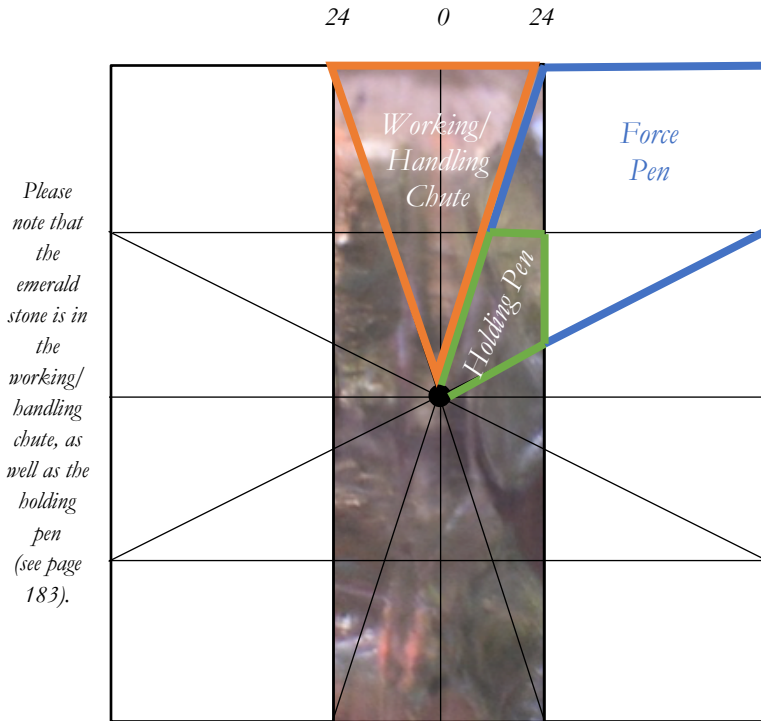 24 0 24
Working/
Handling
Chute
Force
Pen
Holding Pen
Please
note that
the
emerald
stone is in
the
working/
handling
chute, as
well as the
holding
pen
(see page
183).